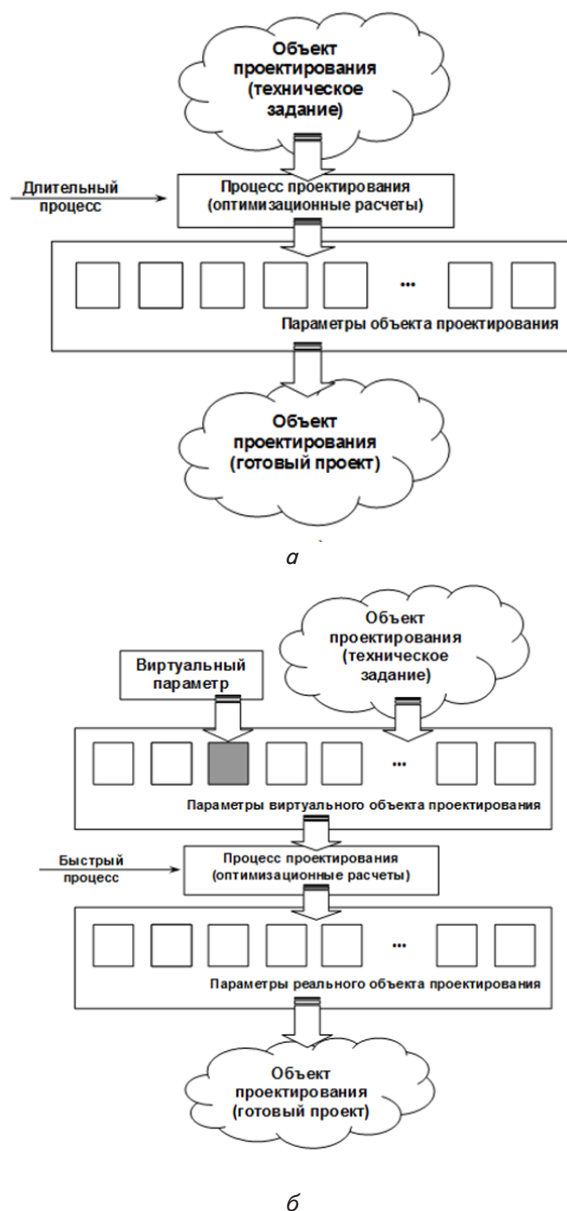 Объект
проектирования
(техническое
задание)
Длительный
процесс
Процесс проектирования
(оптимизационные расчеты)
...
Параметры объекта проектирования
Объект
проектирования
(готовый проект)
а
Объект
проектирования
(техническое
задание)
Виртуальный
параметр
...
Параметры виртуального объекта проектирования
Быстрый
процесс
Процесс проектирования
(оптимизационные расчеты)
...
Параметры реального объекта проектирования
Объект
проектирования
(готовый проект)
б